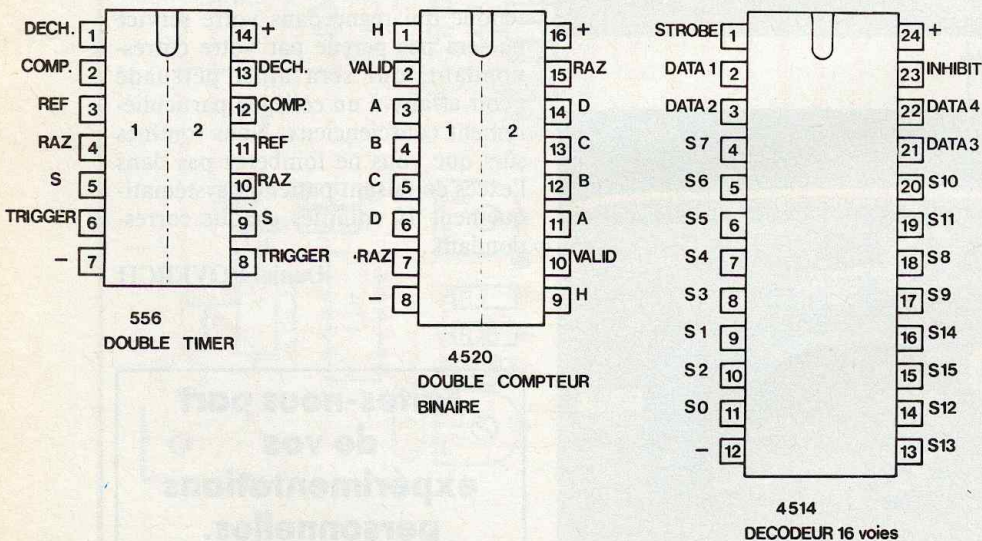 DECH. 1 14 +
COMP. 2 13 DECH.
REF 3 12 COMP.
1 2
RAZ 4 11 REF
S 5 10 RAZ
TRIGGER 6 9
− 7 8 TRIGGER
556
DOUBLE TIMER
H 1 16 +
VALID 2 15 RAZ
A 3 14 D
1 2
B 4 13 C
C 5 12 B
D 6 11 A
RAZ 7 10 VALID
− 8 9 H
4520
DOUBLE COMPTEUR
BINAIRE
STROBE 1 24 +
DATA 1 2 23 INHIBIT
DATA 2 3 22 DATA 4
S7 4 21 DATA 3
S6 5 20 S10
S5 6 19 S11
S4 7 18 S8
S3 8 17 S9
S1 9 16 S14
S2 10 15 S15
S0 11 14 S12
− 12 13 S13
4514
DECODEUR 16 voies